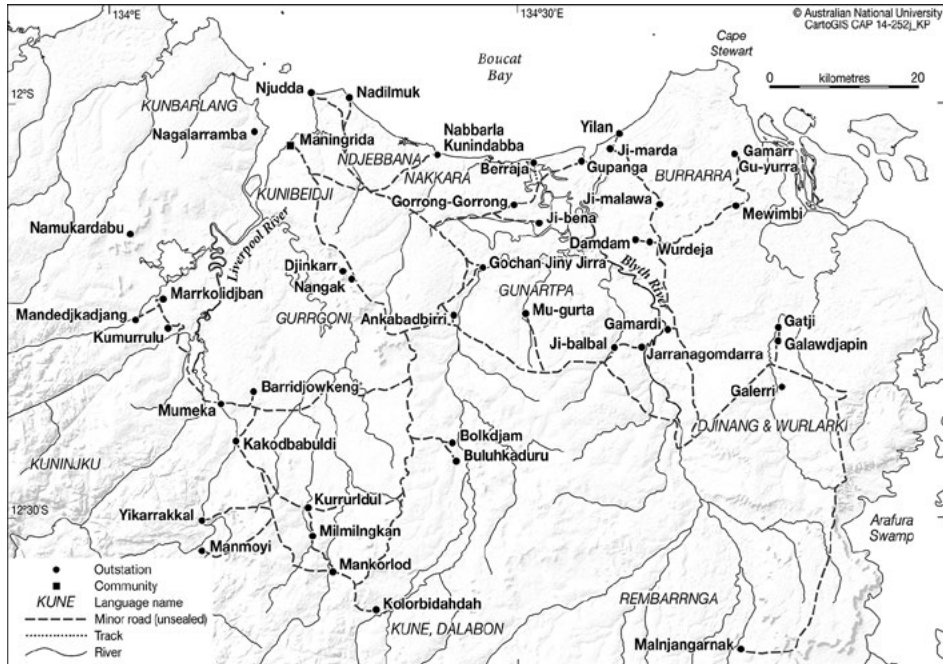 134°E
134°30'E
© Australian National University
CartoGIS CAP 14-252j_KP
Cape
Stewart
Boucat
Bay
0 kilometres 20
12°S
Njudda
Nadilmuk
KUNBARLANG
Nagalarramba
Maningrida
Nabbarla
Kunindabba
Yilan
Ji-marda
NDJEBBANA
NAKKARA
Berraja
Gupanga
BURRARRA
Gamarr
Gu-yurra
KUNIBEIDJI
Gorrong-Gorrong
Ji-malawa
Mewimbi
Namukardabu
Ji-bena
Damdam
Wurdeja
Liverpool River
Djinkarr
Nangak
Gochan Jiny Jirra
Blyth River
GUNARTPA
Marrkolidjban
Mandedjkadjang
Kumurrulu
GURRGONI
Ankabadbirri
Mu-gurta
Gamardi
Gatji
Galawdjapin
Ji-balbal
Jarranagomdarra
Barridjowkeng
Galerri
Mumeka
DJINANG & WURLARKI
Kakodbabuldi
Bolkdjam
Buluhkaduru
KUNINJKU
12°30'S
Kurrurldul
Yikarrakkal
Milmilngkan
Arafura
Swamp
Manmoyi
Mankorlod
Outstation
Community
KUNE Language name
Minor road (unsealed)
Track
River
Kolorbidahdah
KUNE, DALABON
REMBARRNGA
Malnjangarnak